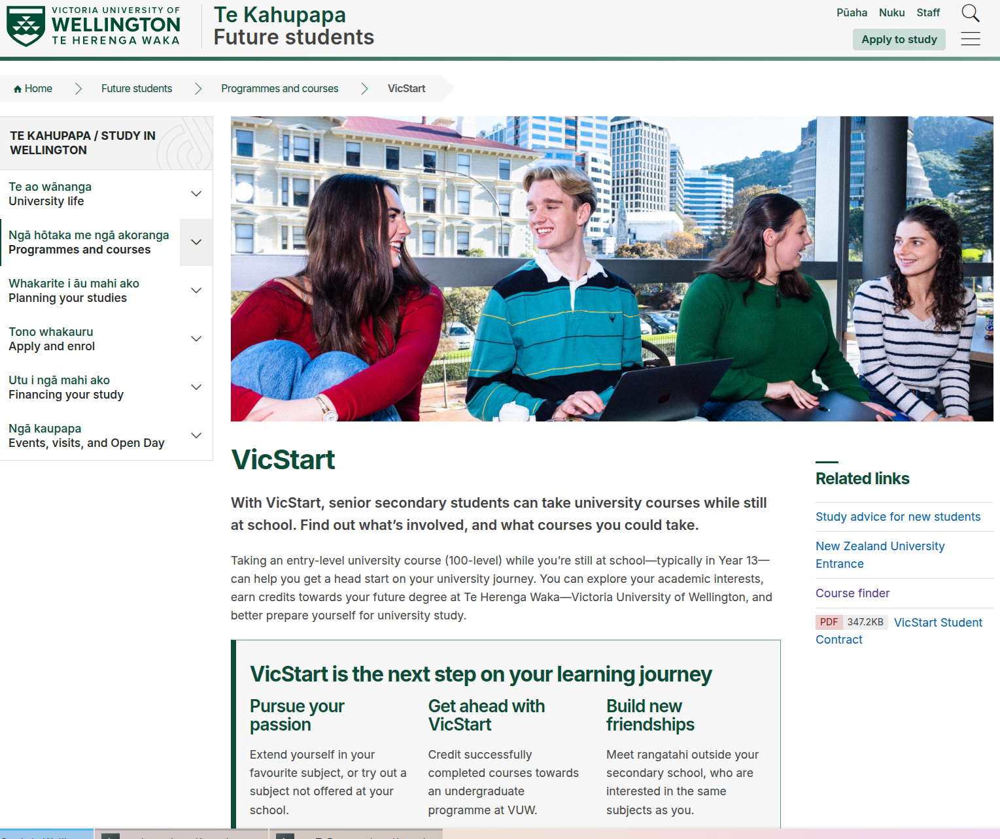 VICTORIA UNIVERSITY OF
WELLINGTON
TE HERENGA WAKA
Te Kahupapa
Future students
Pūaha Nuku Staff
Apply to study
Home
Future students
Programmes and courses
VicStart
TE KAHUPAPA / STUDY IN
WELLINGTON
Te ao wānanga
University life
Ngā hōtaka me ngā akoranga
Programmes and courses
Whakarite i āu mahi ako
Planning your studies
Tono whakauru
Apply and enrol
Utu i ngā mahi ako
Financing your study
Ngā kaupapa
Events, visits, and Open Day
VicStart
With VicStart, senior secondary students can take university courses while still
at school. Find out what’s involved, and what courses you could take.
Taking an entry-level university course (100-level) while you’re still at school—typically in Year 13—
can help you get a head start on your university journey. You can explore your academic interests,
earn credits towards your future degree at Te Herenga Waka—Victoria University of Wellington, and
better prepare yourself for university study.
VicStart is the next step on your learning journey
Pursue your
passion
Extend yourself in your
favourite subject, or try out a
subject not offered at your
school.
Get ahead with
VicStart
Credit successfully
completed courses towards
an undergraduate
programme at VUW.
Build new
friendships
Meet rangatahi outside your
secondary school, who are
interested in the same
subjects as you.
Related links
Study advice for new students
New Zealand University
Entrance
Course finder
PDF 347.2KB VicStart Student
Contract